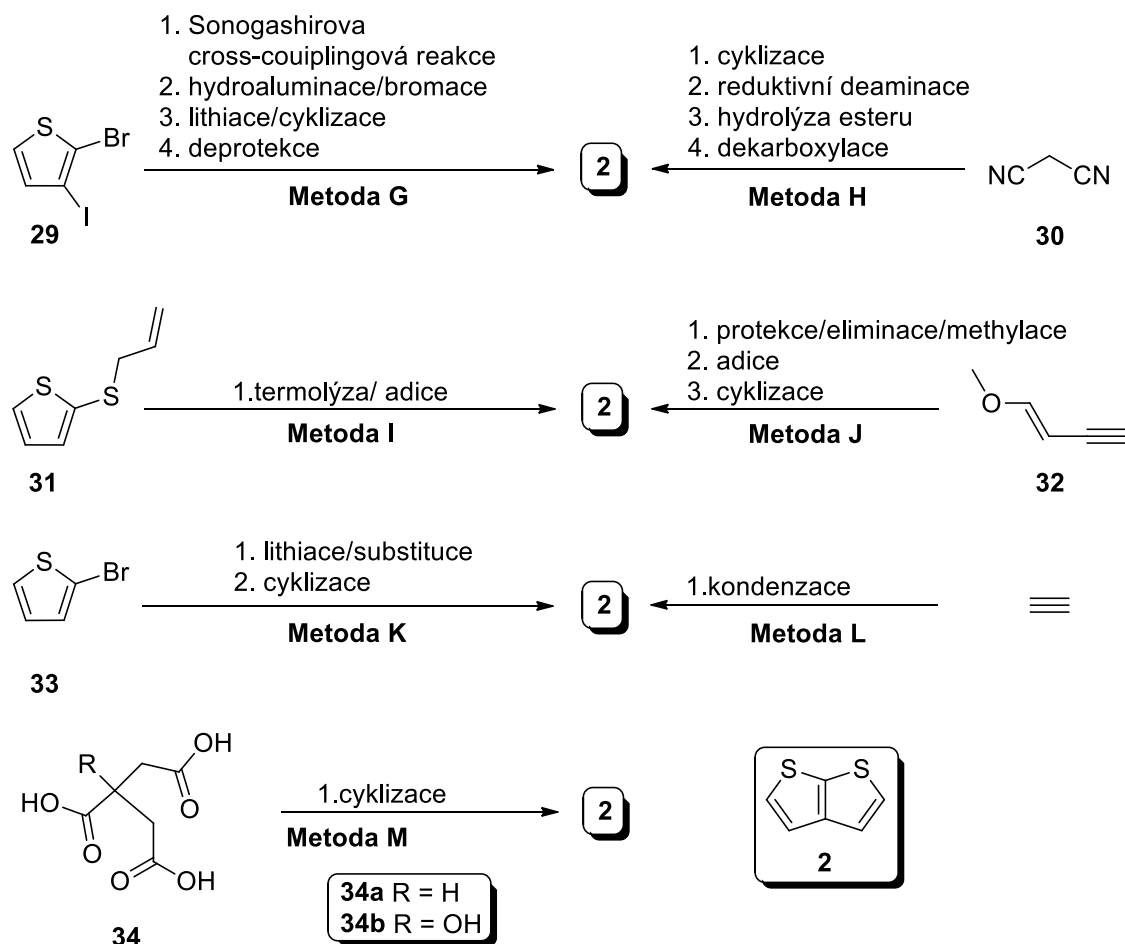 1. Sonogashirova
cross-couiplingová reakce
2. hydroaluminace/bromace
3. lithiace/cyklizace
4. deprotekce
Metoda G
S
Br
I
29
2
1. cyklizace
2. reduktivní deaminace
3. hydrolýza esteru
4. dekarboxylace
Metoda H
NC CN
30
S
S
31
1.termolýza/ adice
Metoda I
2
1. protekce/eliminace/methylace
2. adice
3. cyklizace
Metoda J
O
32
S
Br
33
1. lithiace/substituce
2. cyklizace
Metoda K
2
1.kondenzace
Metoda L
R
OH
O
HO
O
O
OH
34
1.cyklizace
Metoda M
2
34a R = H
34b R = OH
S S
2